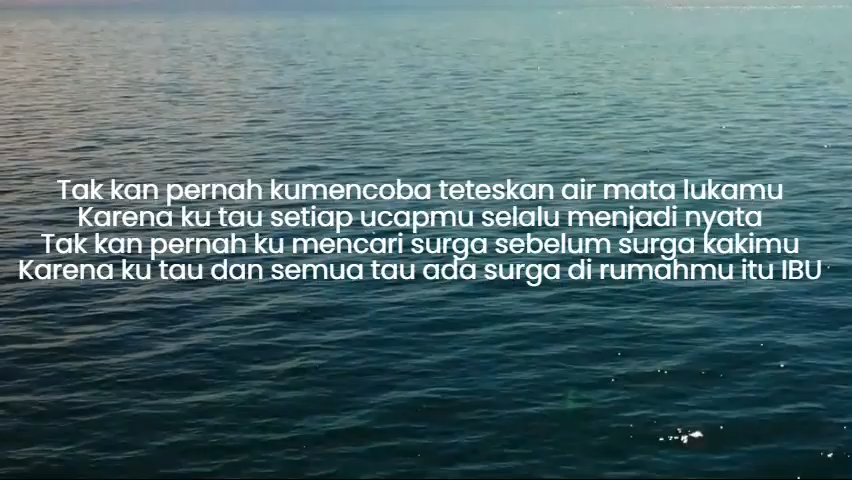 Tak kan pernah kumencoba teteskan air mata lukamu
Karena ku tau setiap ucapmu selalu menjadi nyata
Tak kan pernah ku mencari surga sebelum surga kakimu
Karena ku tau dan semua tau ada surga di rumahmu itu IBU